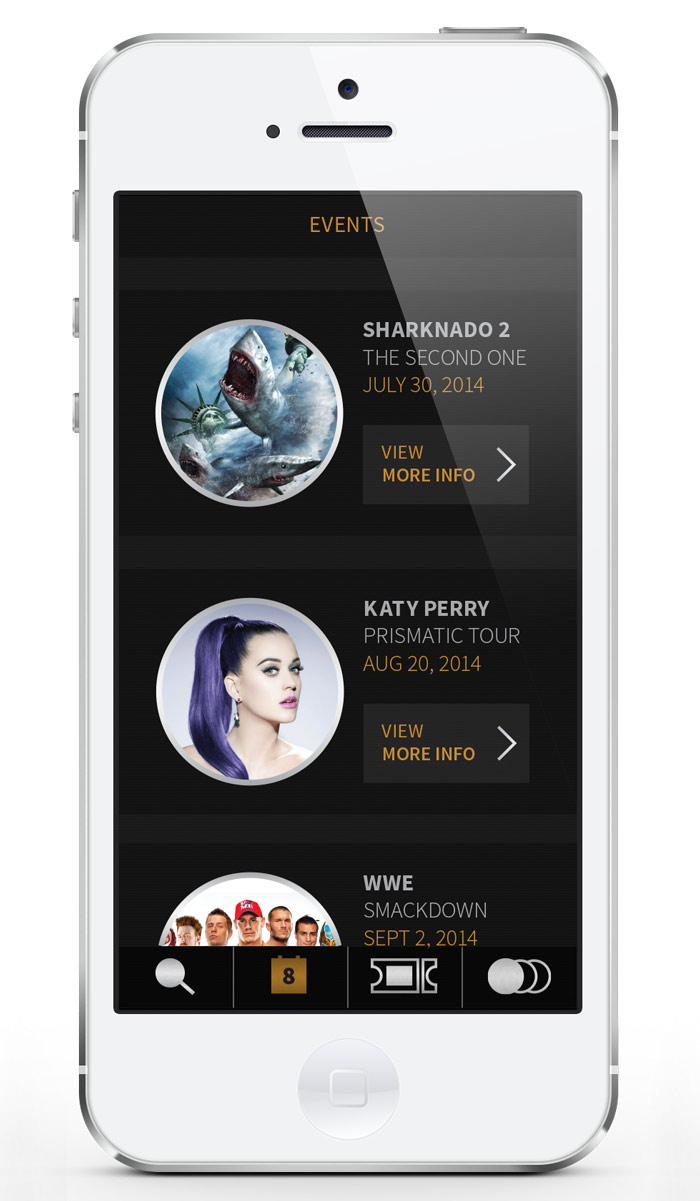 EVENTS
SHARKNADO 2
THE SECOND ONE
JULY 30, 2014
VIEW
MORE INFO
KATY PERRY
PRISMATIC TOUR
AUG 20, 2014
VIEW
MORE INFO
WWE
SMACKDOWN
SEPT 2, 2014
8